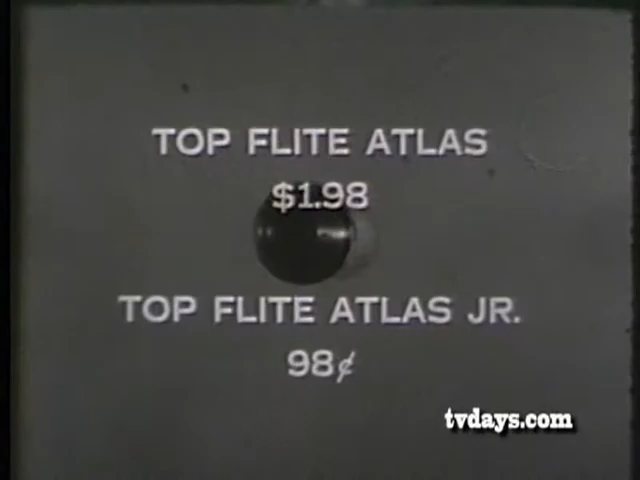 TOP FLITE ATLAS
$1.98
TOP FLITE ATLAS JR.
98¢
tvdays.com